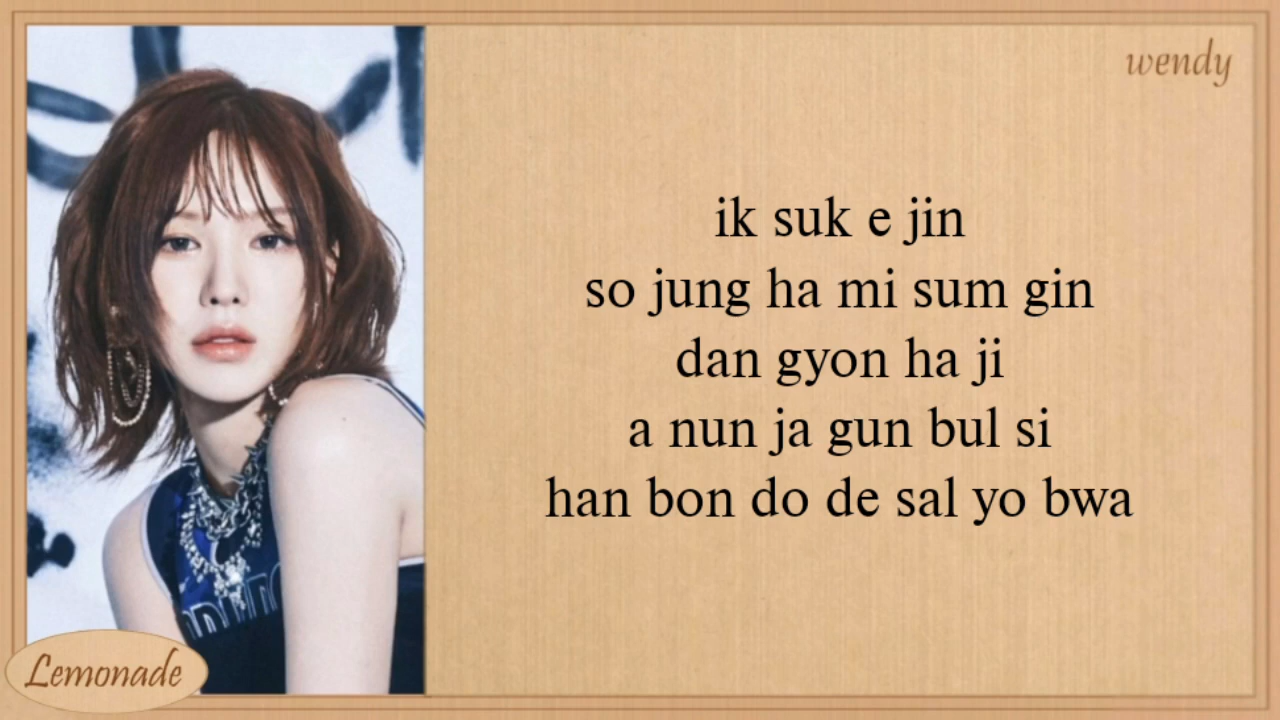 wendy
ik suk e jin
so jung ha mi sum gin
dan gyon ha ji
a nun ja gun bul si
han bon do de sal yo bwa
Lemonade